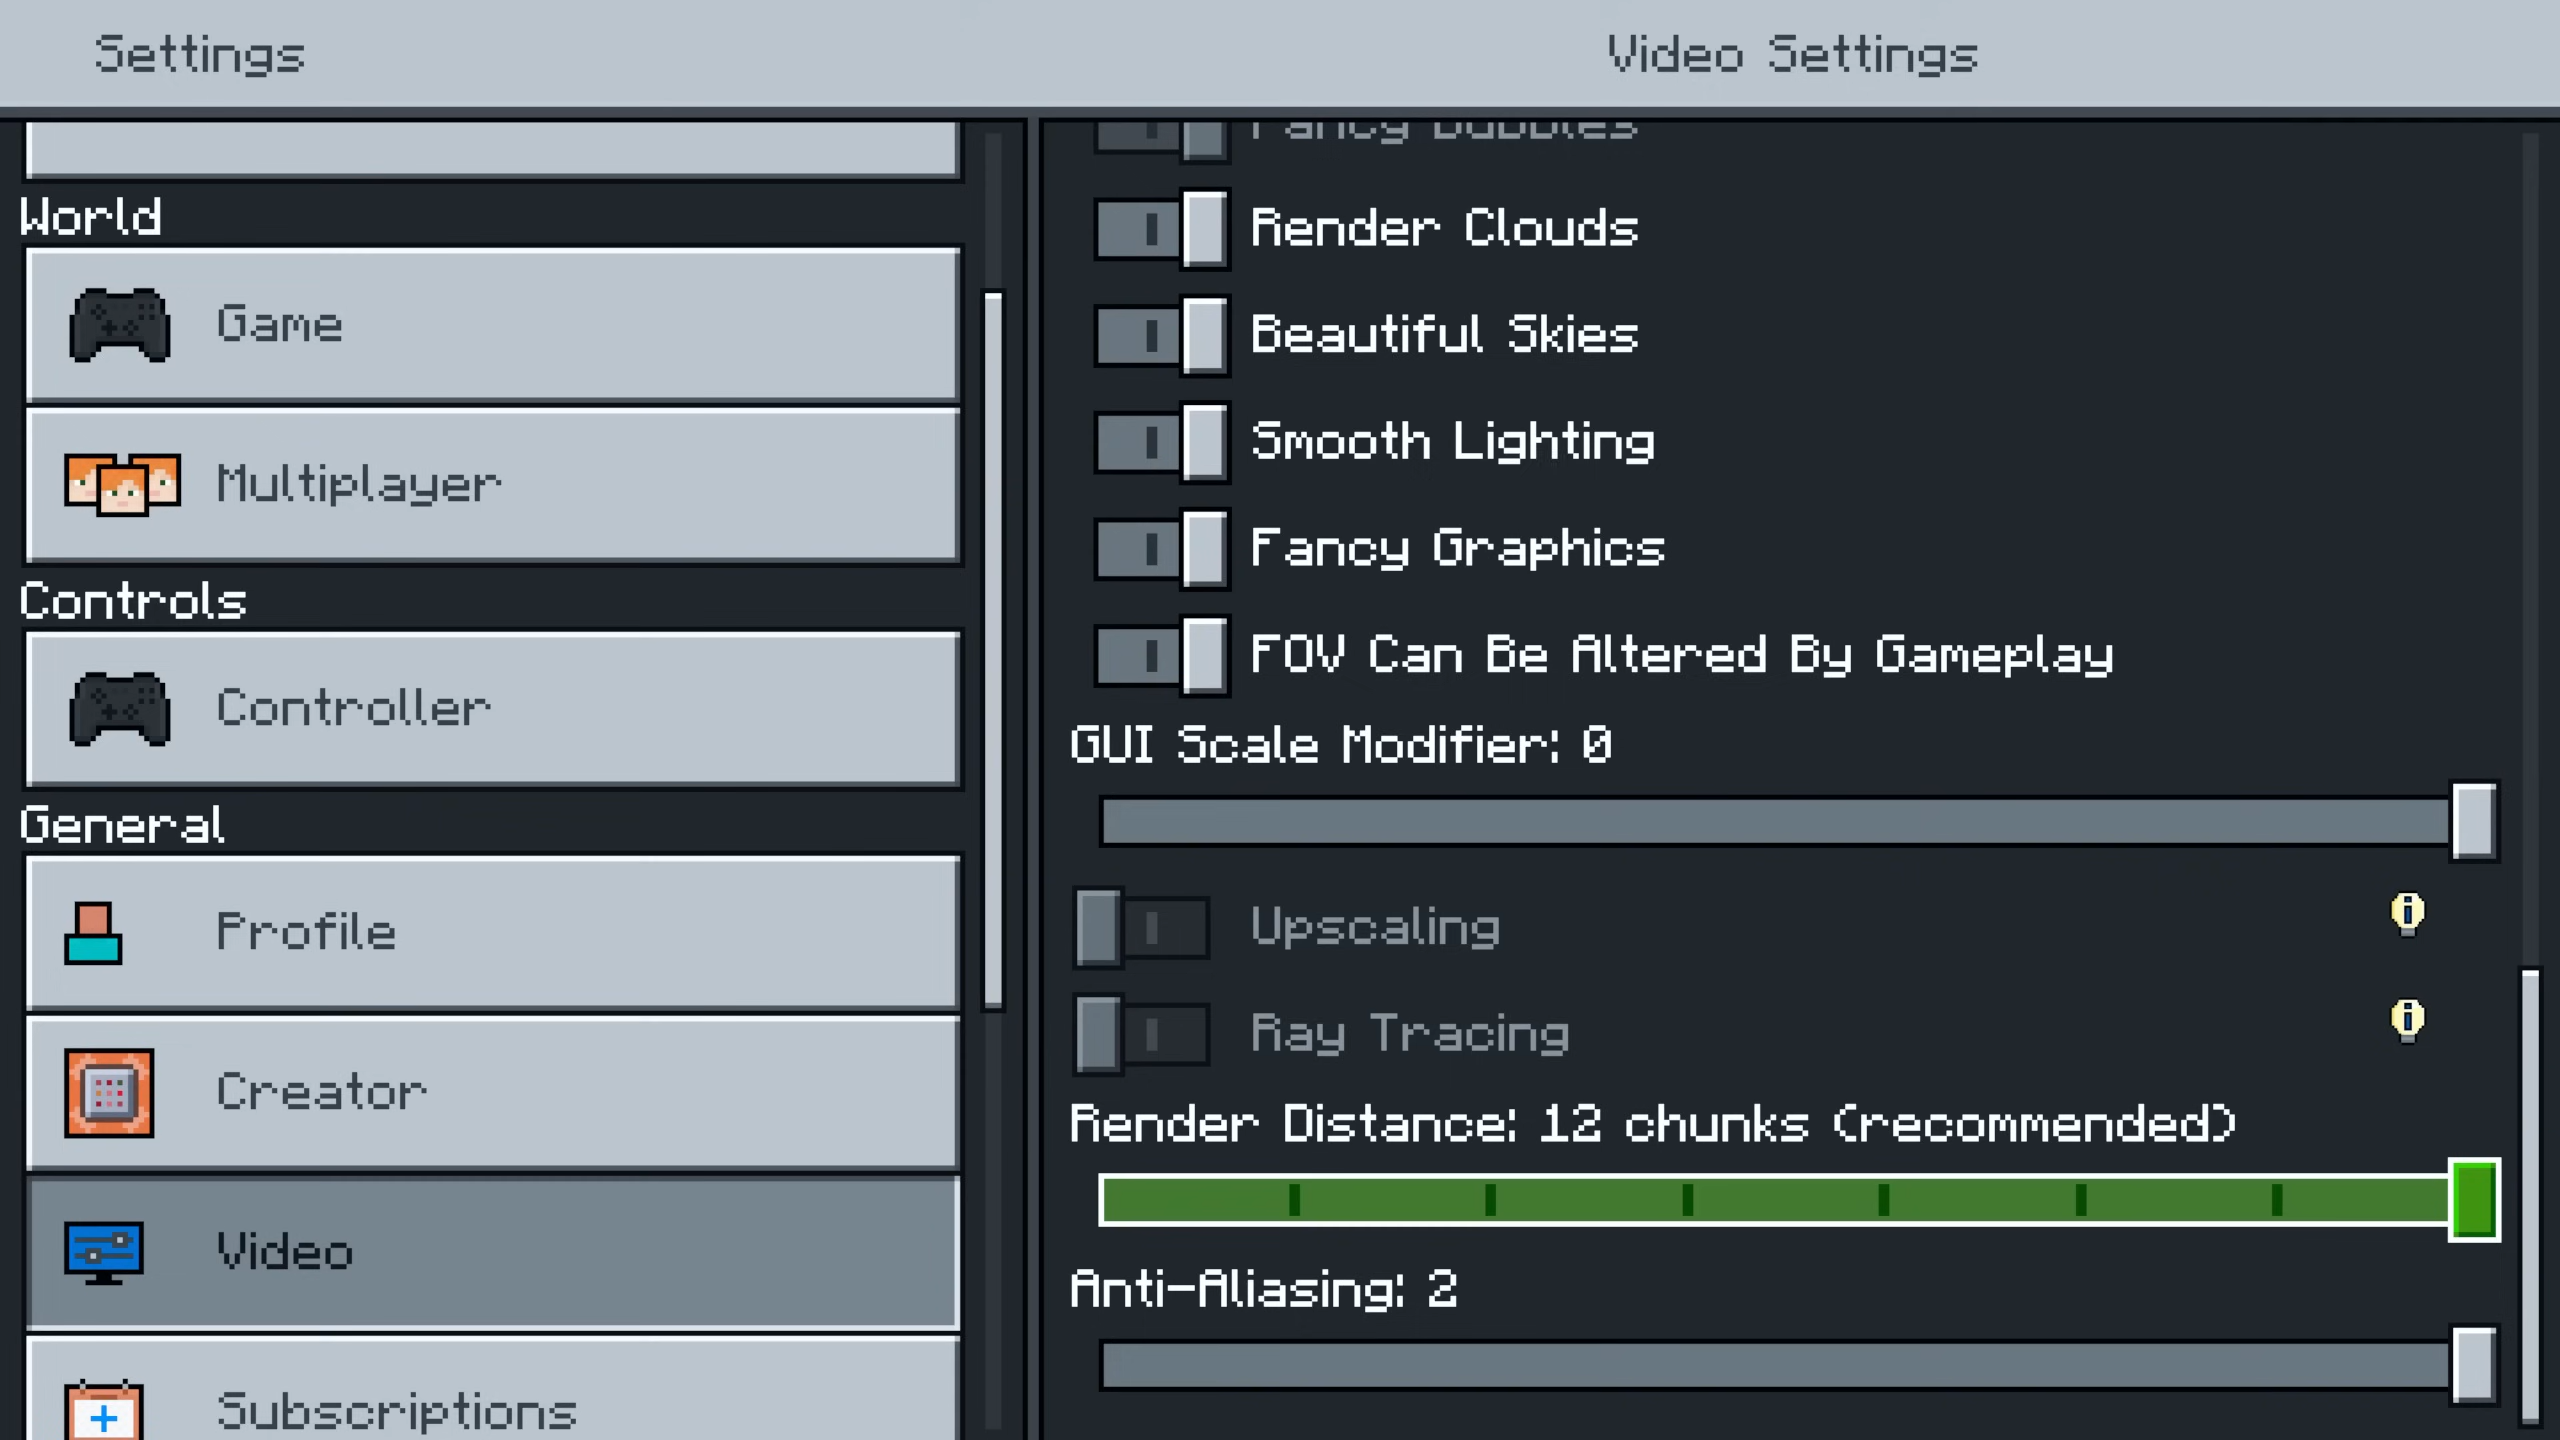 Settings
Video Settings
World
Game
Multiplayer
Controls
Controller
General
Profile
Creator
Video
Subscriptions
Fancy Bubbles
Render Clouds
Beautiful Skies
Smooth Lighting
Fancy Graphics
FOV Can Be Altered By Gameplay
GUI Scale Modifier: 0
Upscaling
Ray Tracing
Render Distance: 12 chunks (recommended)
Anti-Aliasing: 2